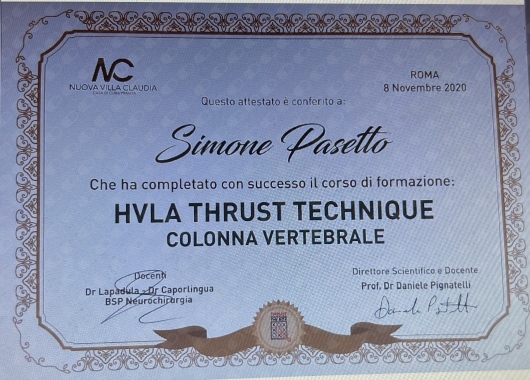 NC
NUOVA VILLA CLAUDIA
ROMA
8 Novembre 2020
Questo attestato è conferito a:
Simone Pasetto
Che ha completato con successo il corso di formazione:
HVLA THRUST TECHNIQUE
COLONNA VERTEBRALE
Docenti
Dr Lapadula - Dr Caporlingua
BSP Neurochirurgia
Direttore Scientifico e Docente
Prof. Dr Daniele Pignatelli
THRUST